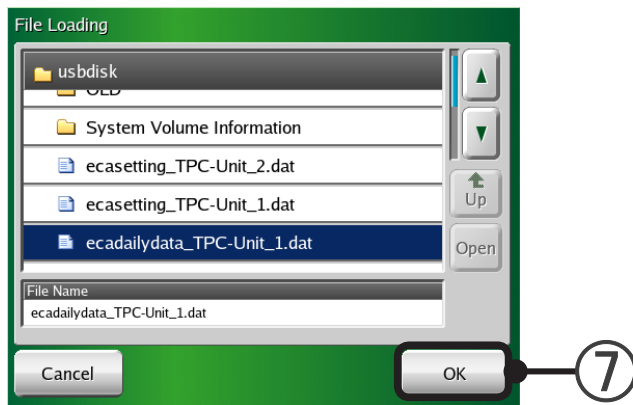 File Loading
usbdisk
OLD
System Volume Information
ecasetting_TPC-Unit_2.dat
ecasetting_TPC-Unit_1.dat
Up
ecadailydata_TPC-Unit_1.dat
Open
File Name
ecadailydata_TPC-Unit_1.dat
Cancel
OK
7